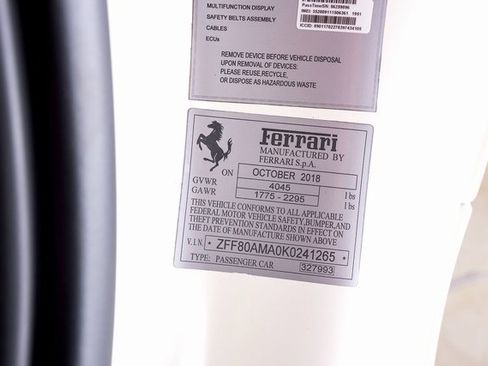 MULTIFUNCTION DISPLAY
SAFETY BELTS ASSEMBLY
CABLES
ECUs
REMOVE DEVICE BEFORE VEHICLE DISPOSAL
UPON REMOVAL OF DEVICES:
PLEASE REUSE,RECYCLE,
OR DISPOSE AS HAZARDOUS WASTE
Ferrari
MANUFACTURED BY
FERRARI S.p.A.
ON OCTOBER 2018
GVWR 4045 lbs
GAWR 1775 - 2295 lbs
THIS VEHICLE CONFORMS TO ALL APPLICABLE
FEDERAL MOTOR VEHICLE SAFETY,BUMPER,AND
THEFT PREVENTION STANDARDS IN EFFECT ON
THE DATE OF MANUFACTURE SHOWN ABOVE
V.I.N. * ZFF80AMA0K0241265 *
TYPE: PASSENGER CAR 327993